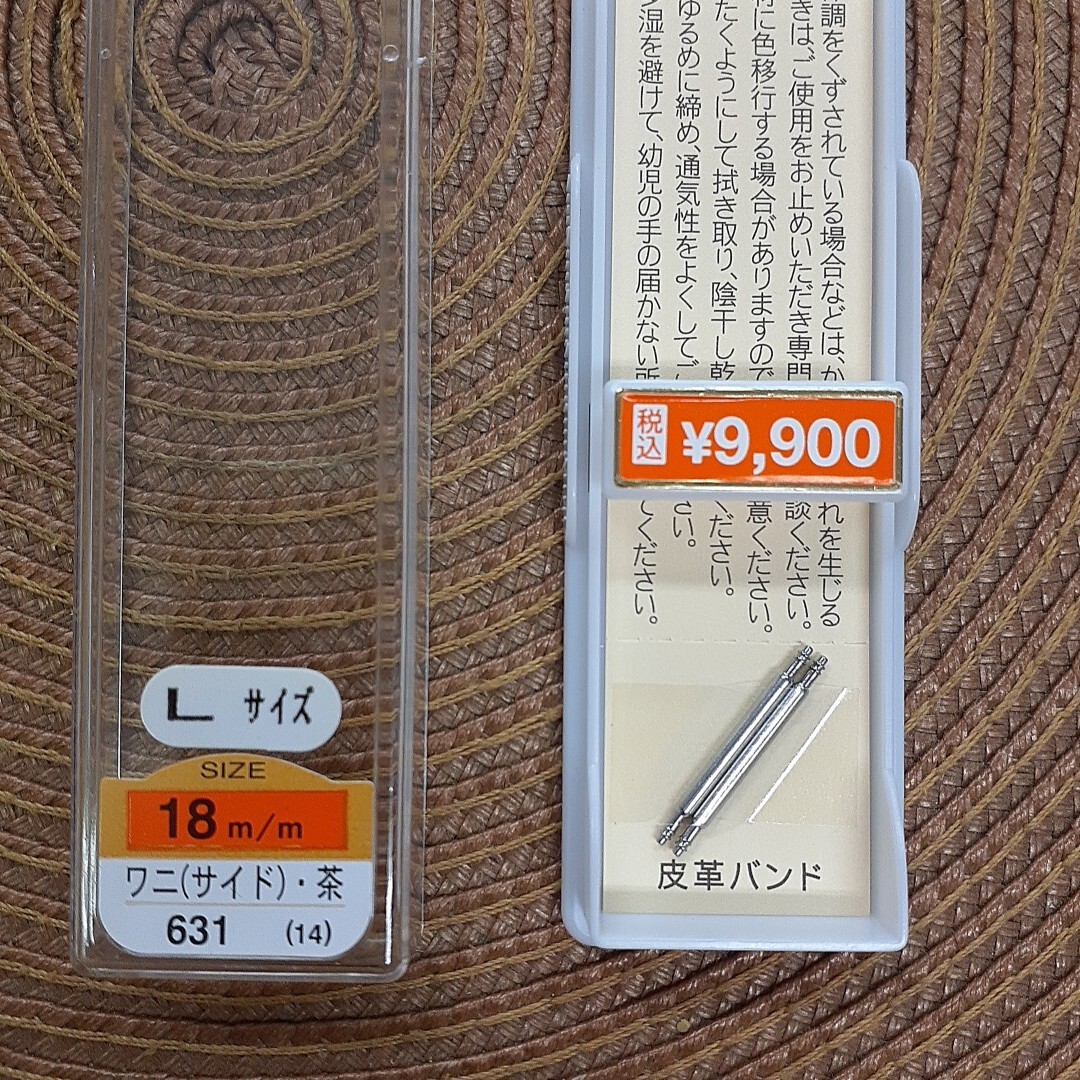 L サイズ
SIZE
18 m/m
ワニ(サイド)・茶
631 (14)
調をくずされている場合などは、か
れを生じる
きは、ご使用をお止めいただき専門
談ください。
に色移行する場合がありますので
意ください。
たくようにして拭き取り、陰干し乾
ください。
ゆるめに締め、通気性をよくしてご
さい。
湿を避けて、幼児の手の届かない所
てください。
税込 ¥9,900
皮革バンド